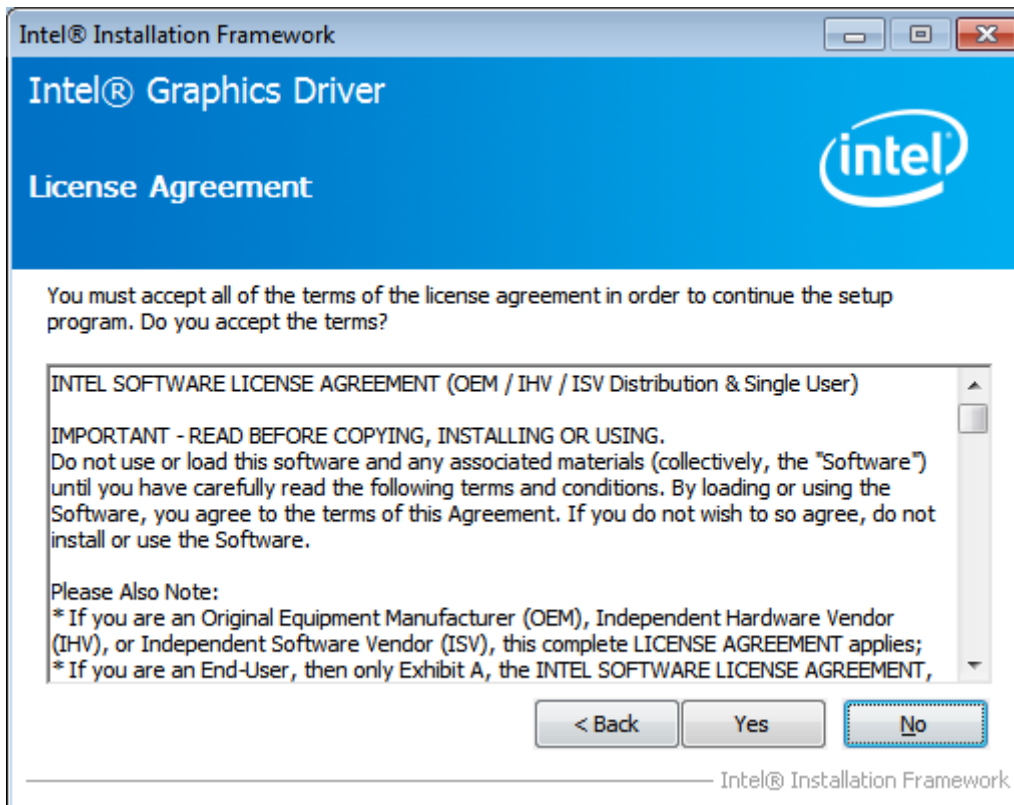 Intel® Installation Framework
Intel® Graphics Driver
intel
License Agreement
You must accept all of the terms of the license agreement in order to continue the setup
program. Do you accept the terms?
INTEL SOFTWARE LICENSE AGREEMENT (OEM / IHV / ISV Distribution & Single User)
IMPORTANT - READ BEFORE COPYING, INSTALLING OR USING.
Do not use or load this software and any associated materials (collectively, the "Software")
until you have carefully read the following terms and conditions. By loading or using the
Software, you agree to the terms of this Agreement. If you do not wish to so agree, do not
install or use the Software.
Please Also Note:
* If you are an Original Equipment Manufacturer (OEM), Independent Hardware Vendor
(IHV), or Independent Software Vendor (ISV), this complete LICENSE AGREEMENT applies;
* If you are an End-User, then only Exhibit A, the INTEL SOFTWARE LICENSE AGREEMENT,
< Back
Yes
No
Intel® Installation Framework